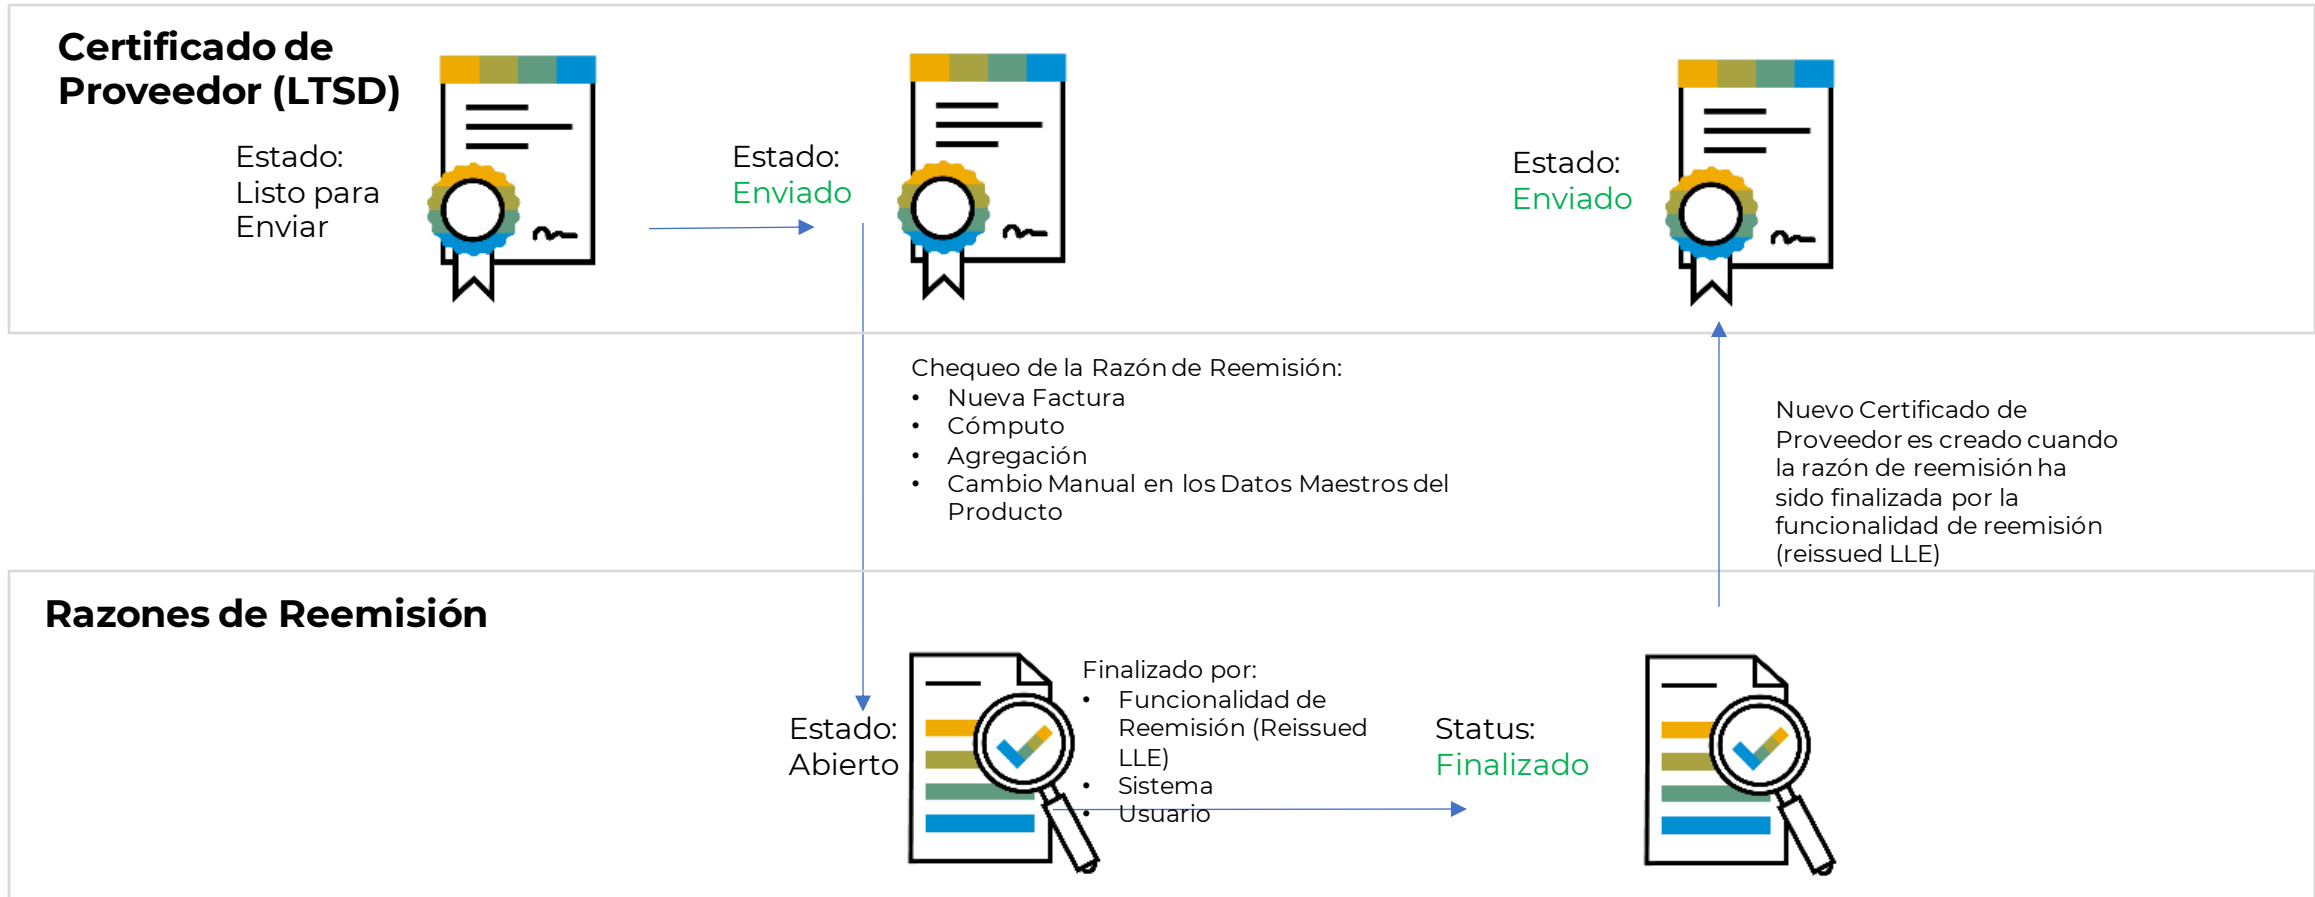 Certificado de
Proveedor (LTSD)
Estado:
Listo para
Enviar
Estado:
Enviado
Estado:
Enviado
Chequeo de la Razón de Reemisión:
• Nueva Factura
• Cómputo
• Agregación
• Cambio Manual en los Datos Maestros del
Producto
Nuevo Certificado de
Proveedor es creado cuando
la razón de reemisión ha
sido finalizada por la
funcionalidad de reemisión
(reissued LLE)
Razones de Reemisión
Estado:
Abierto
Finalizado por:
• Funcionalidad de
Reemisión (Reissued
LLE)
• Sistema
• Usuario
Status:
Finalizado